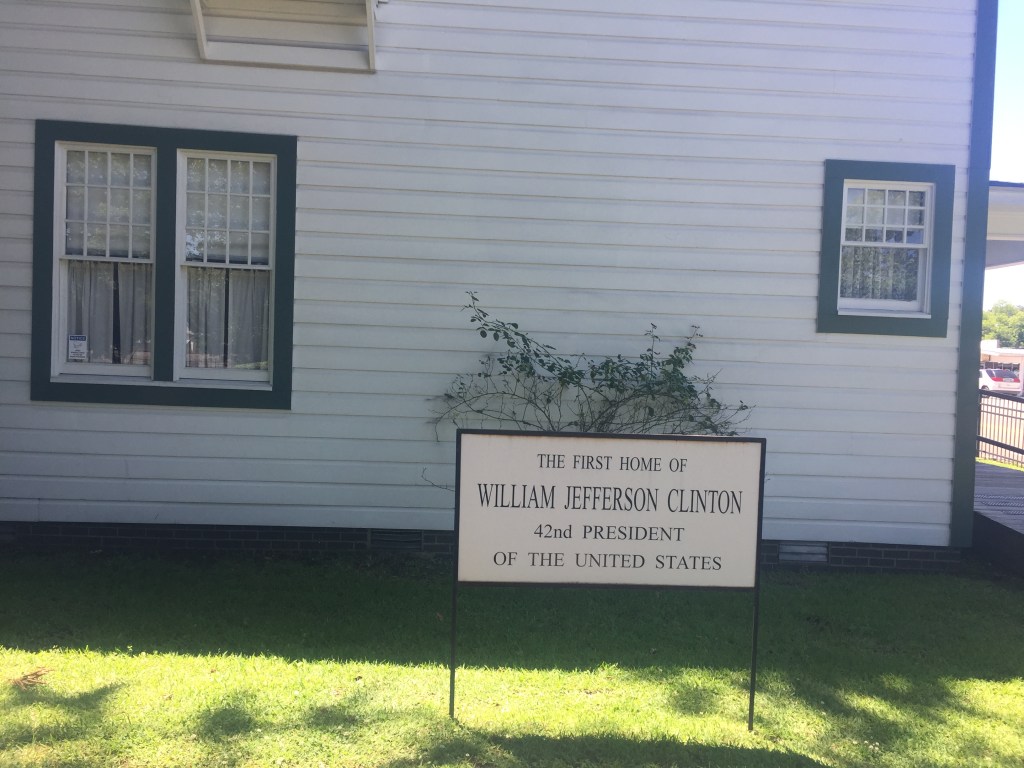 THE FIRST HOME OF
WILLIAM JEFFERSON CLINTON
42nd PRESIDENT
OF THE UNITED STATES